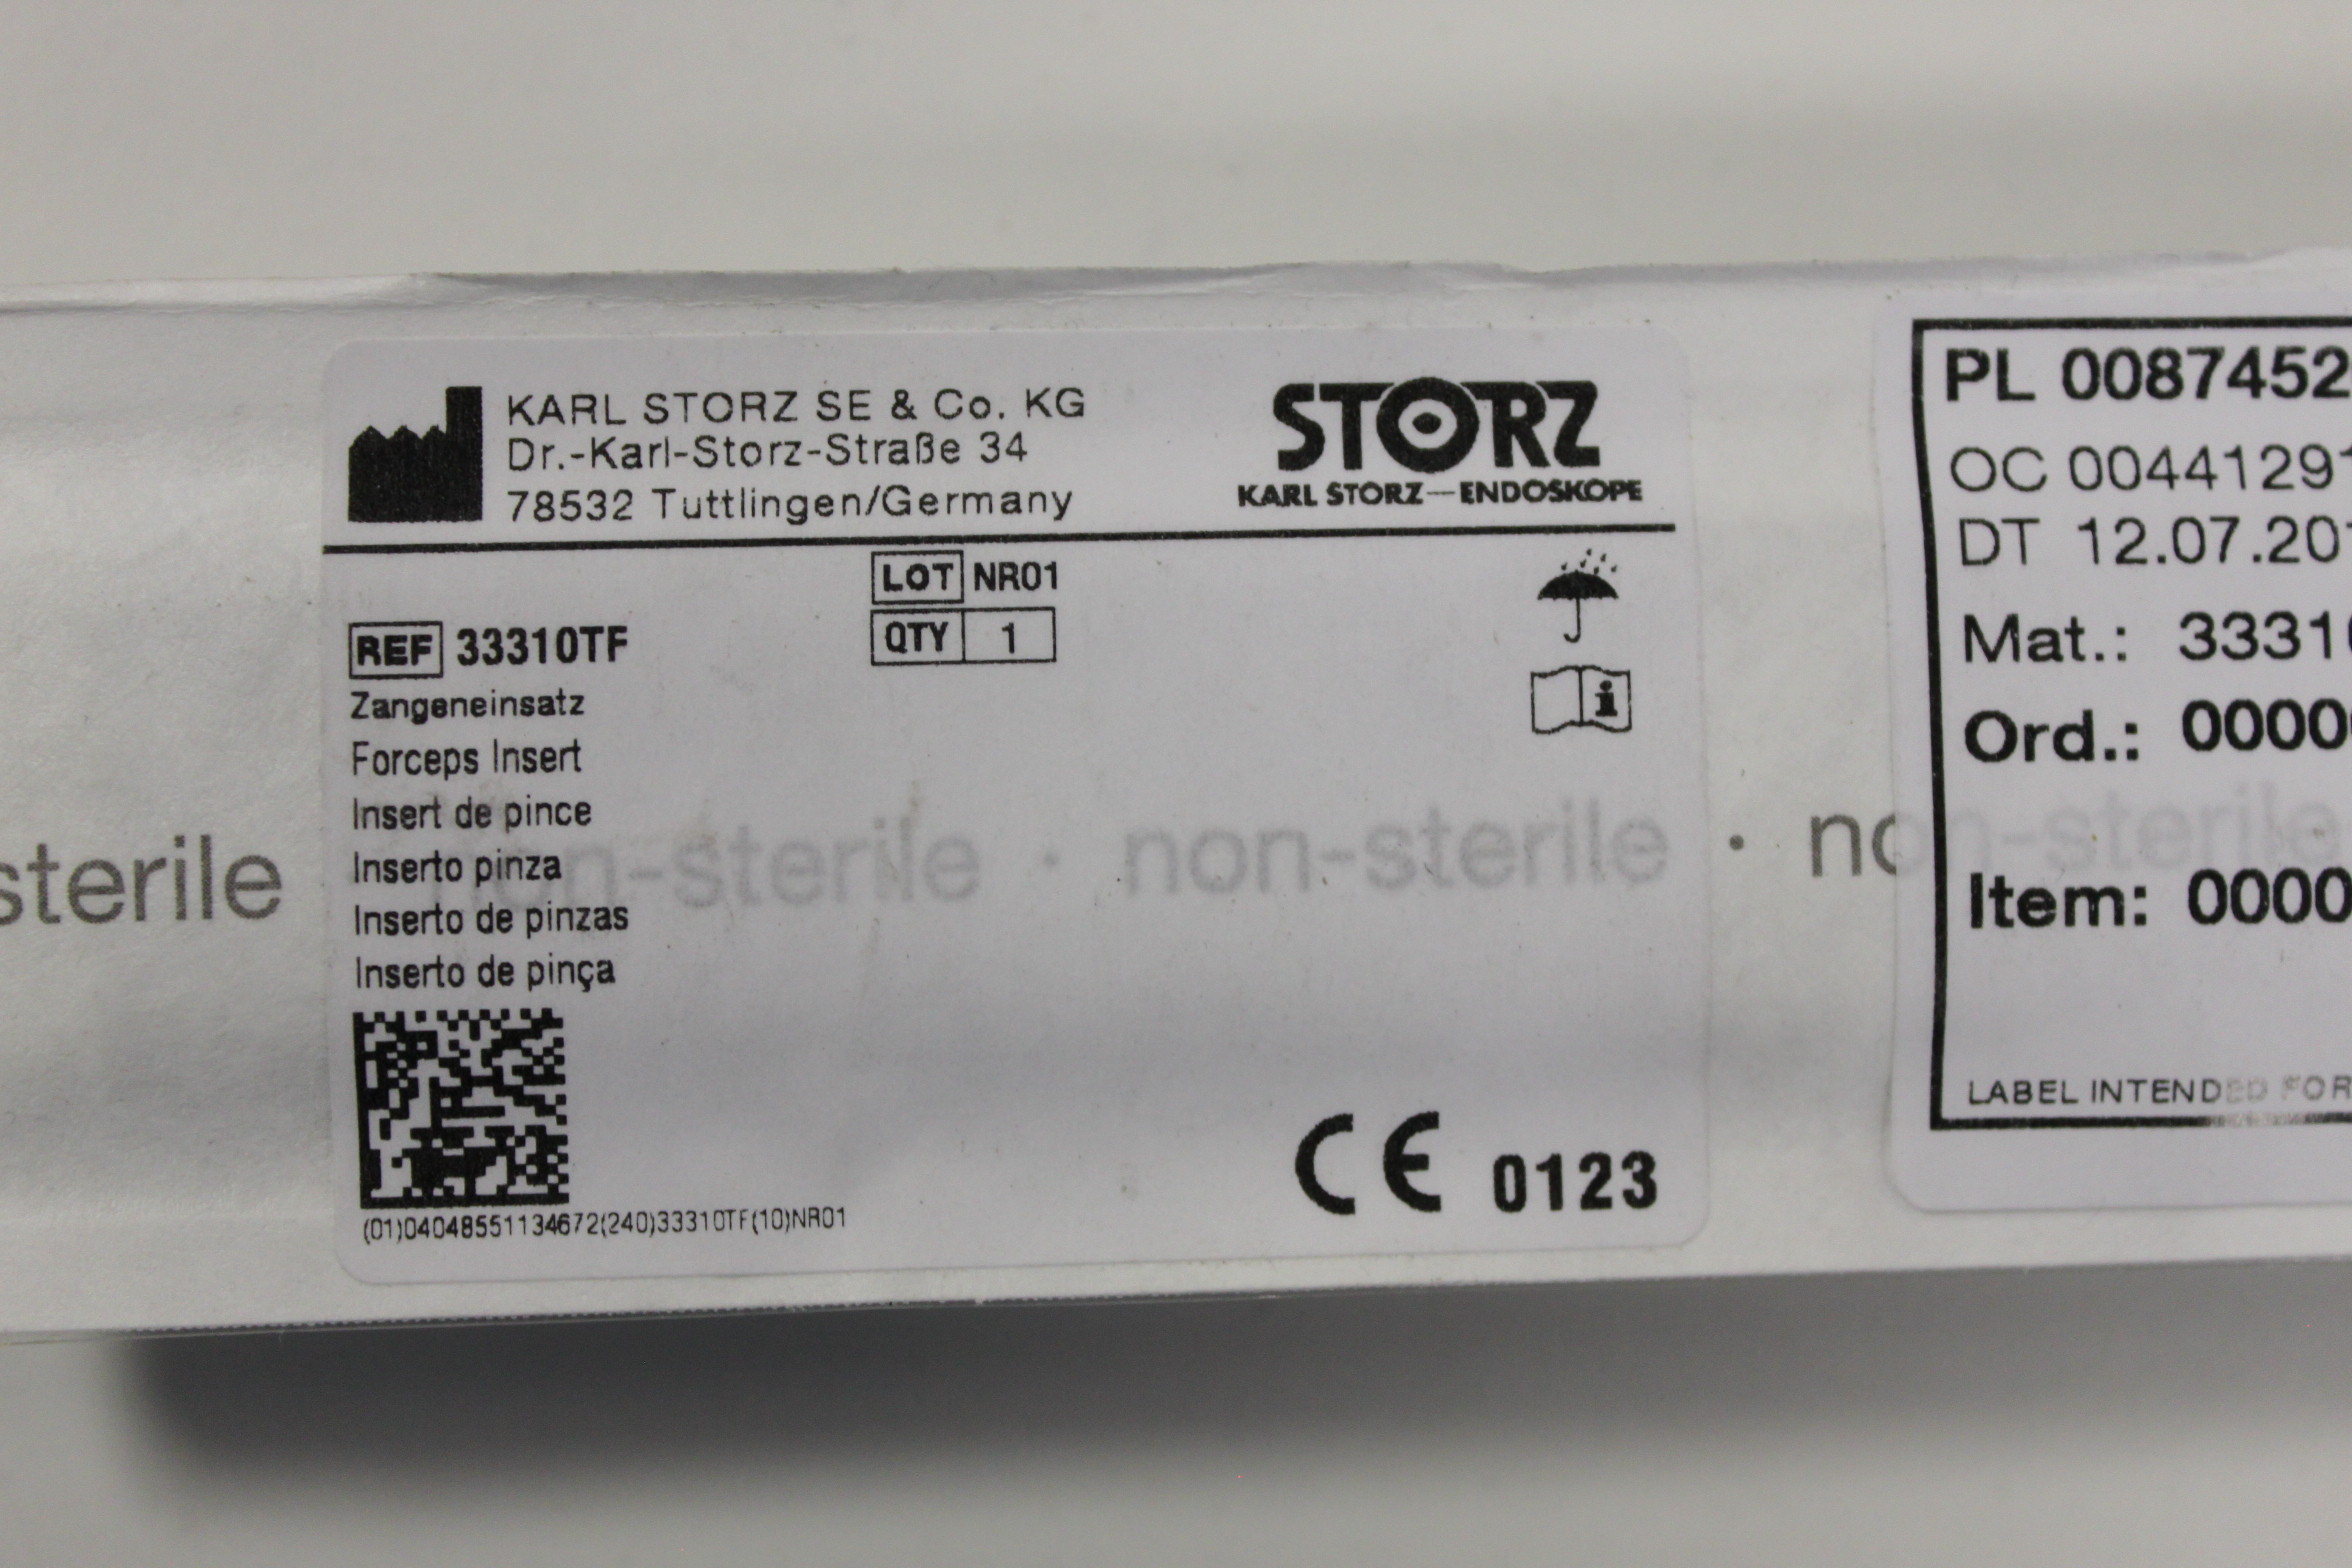 KARL STORZ SE & Co. KG
Dr.-Karl-Storz-Straße 34
78532 Tuttlingen/Germany
STORZ
KARL STORZ—ENDOSKOPE
LOT NR01
QTY 1
REF 33310TF
Zangeneinsatz
Forceps Insert
Insert de pince
Inserto pinza
Inserto de pinzas
Inserto de pinça
sterile non-sterile · non-sterile · non-sterile
(01)04048551134672(240)33310TF(10)NR01
CE 0123
PL 0087452
OC 0044129
DT 12.07.20
Mat.: 3331
Ord.: 0000
Item: 0000
LABEL INTENDED FOR